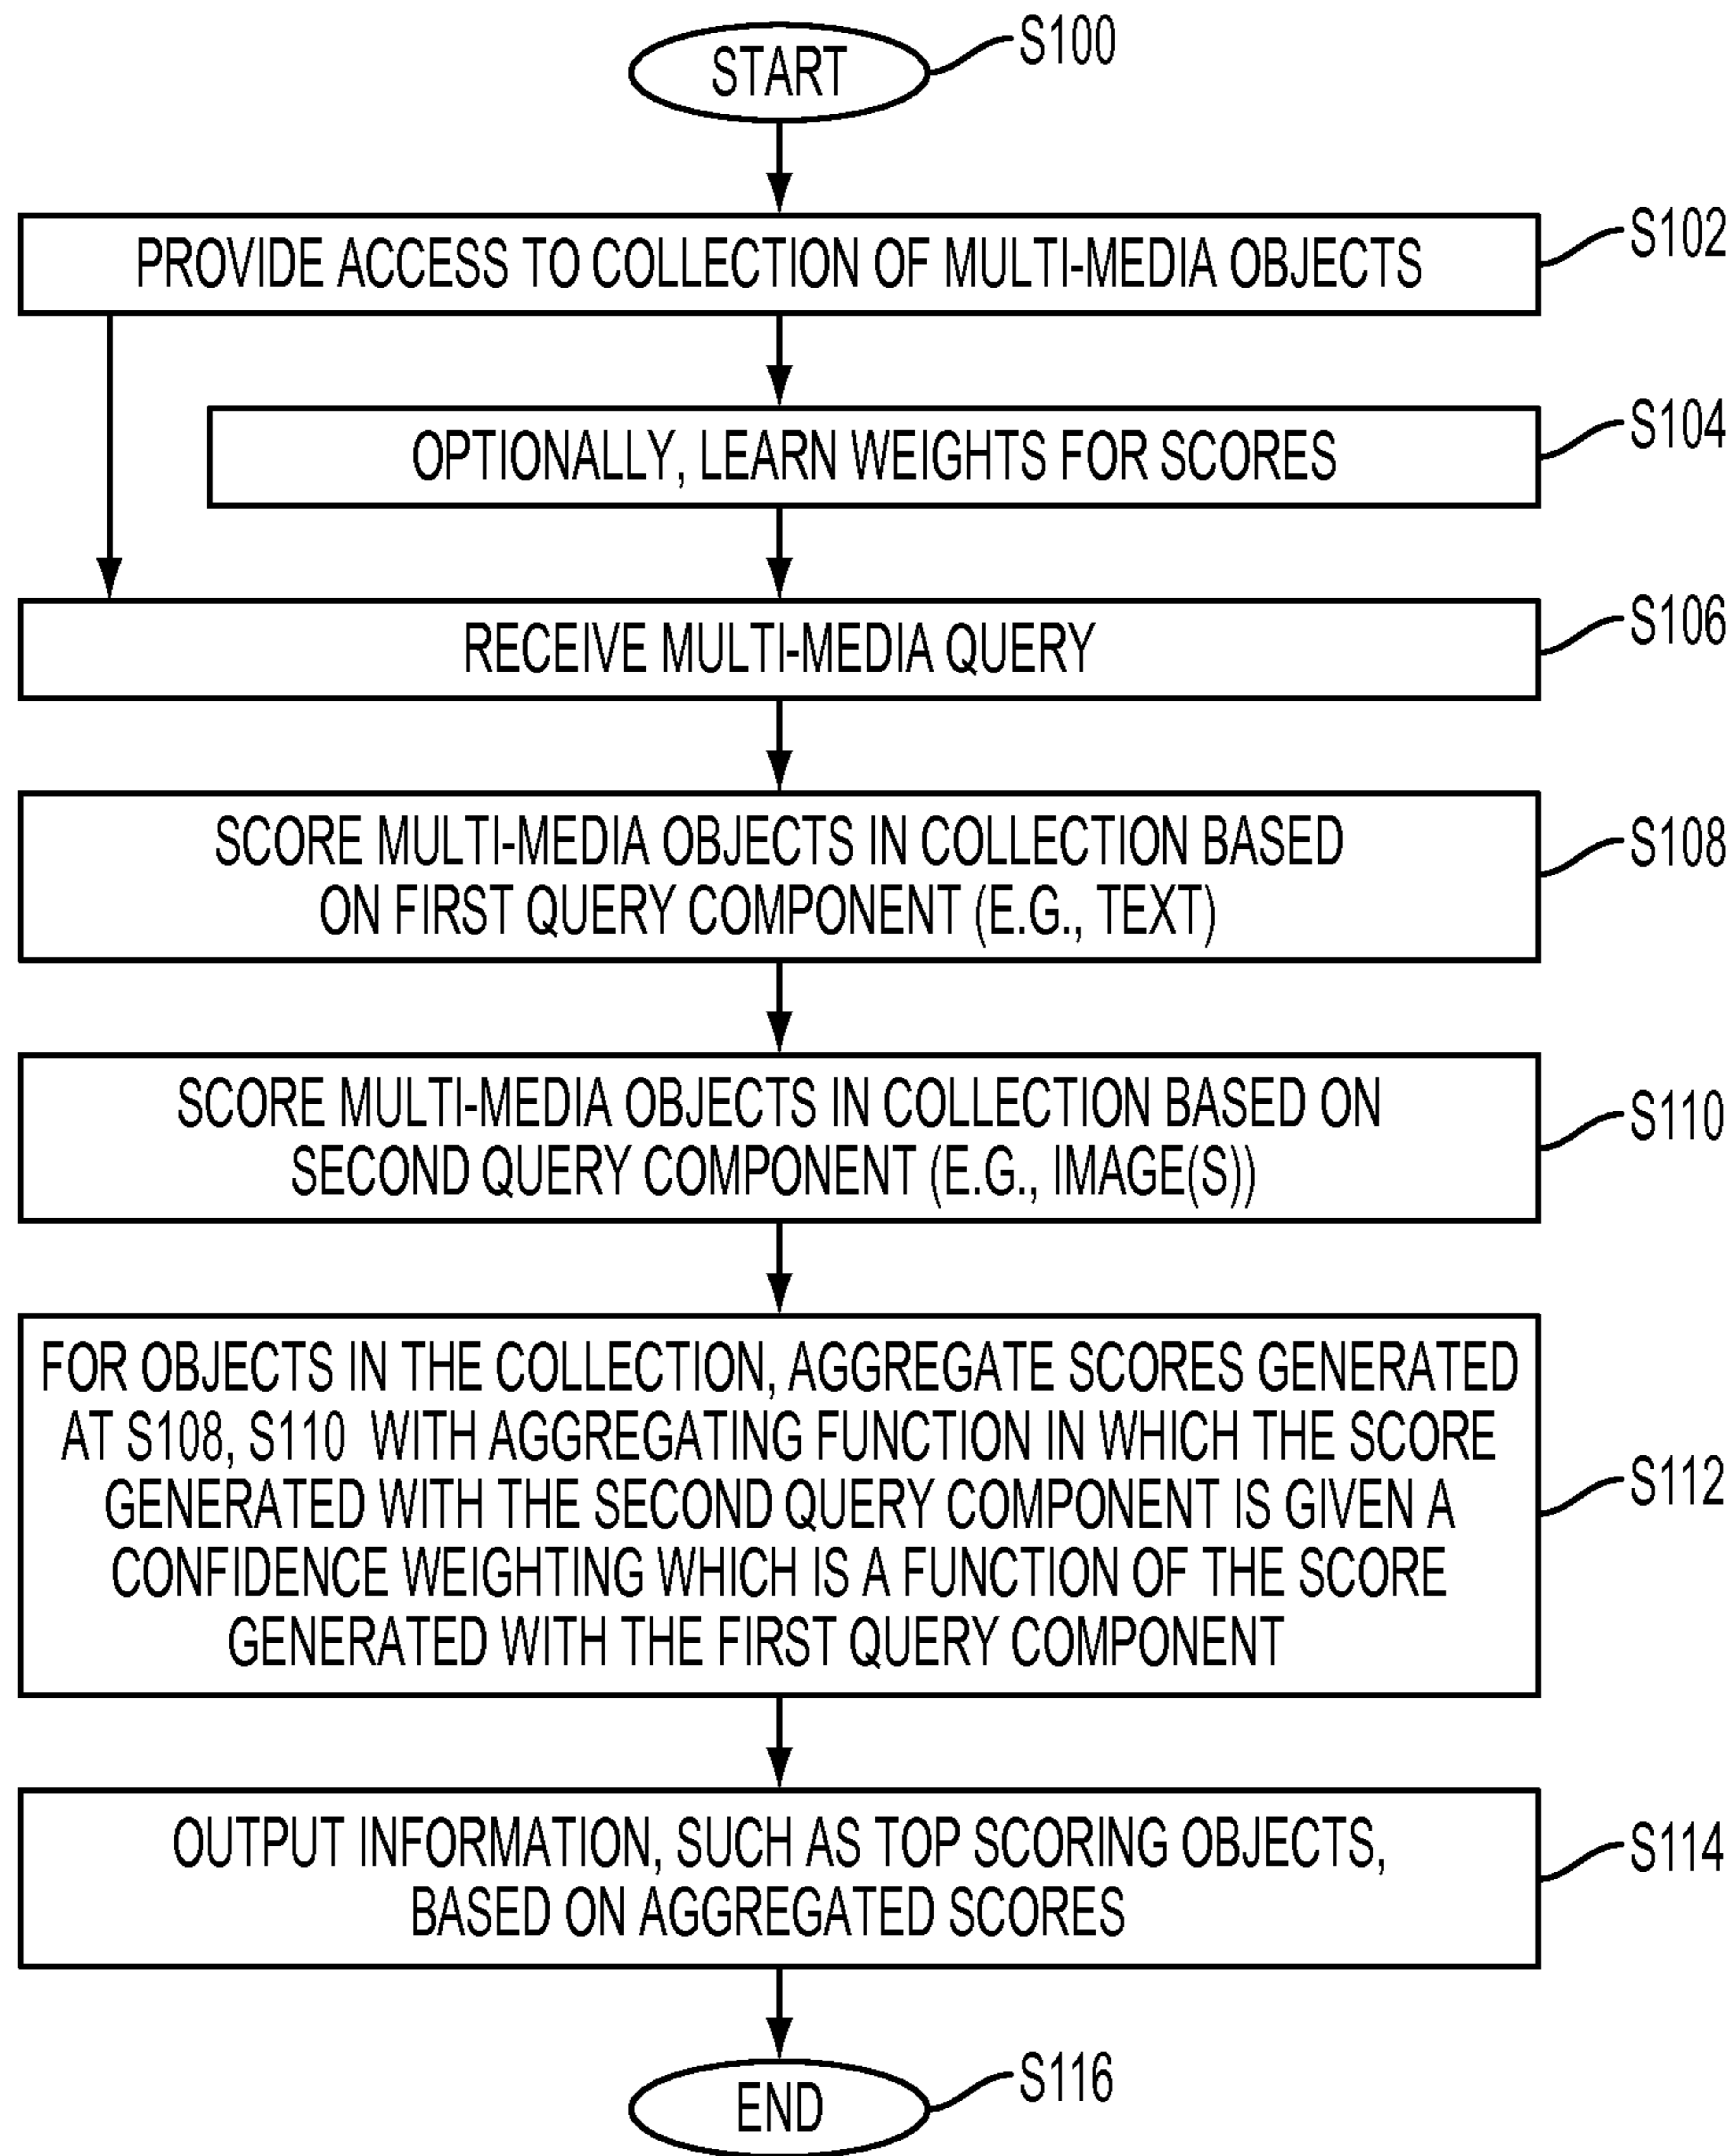 START
S100
PROVIDE ACCESS TO COLLECTION OF MULTI-MEDIA OBJECTS
S102
OPTIONALLY, LEARN WEIGHTS FOR SCORES
S104
RECEIVE MULTI-MEDIA QUERY
S106
SCORE MULTI-MEDIA OBJECTS IN COLLECTION BASED
ON FIRST QUERY COMPONENT (E.G., TEXT)
S108
SCORE MULTI-MEDIA OBJECTS IN COLLECTION BASED ON
SECOND QUERY COMPONENT (E.G., IMAGE(S))
S110
FOR OBJECTS IN THE COLLECTION, AGGREGATE SCORES GENERATED
AT S108, S110 WITH AGGREGATING FUNCTION IN WHICH THE SCORE
GENERATED WITH THE SECOND QUERY COMPONENT IS GIVEN A
CONFIDENCE WEIGHTING WHICH IS A FUNCTION OF THE SCORE
GENERATED WITH THE FIRST QUERY COMPONENT
S112
OUTPUT INFORMATION, SUCH AS TOP SCORING OBJECTS,
BASED ON AGGREGATED SCORES
S114
END
S116